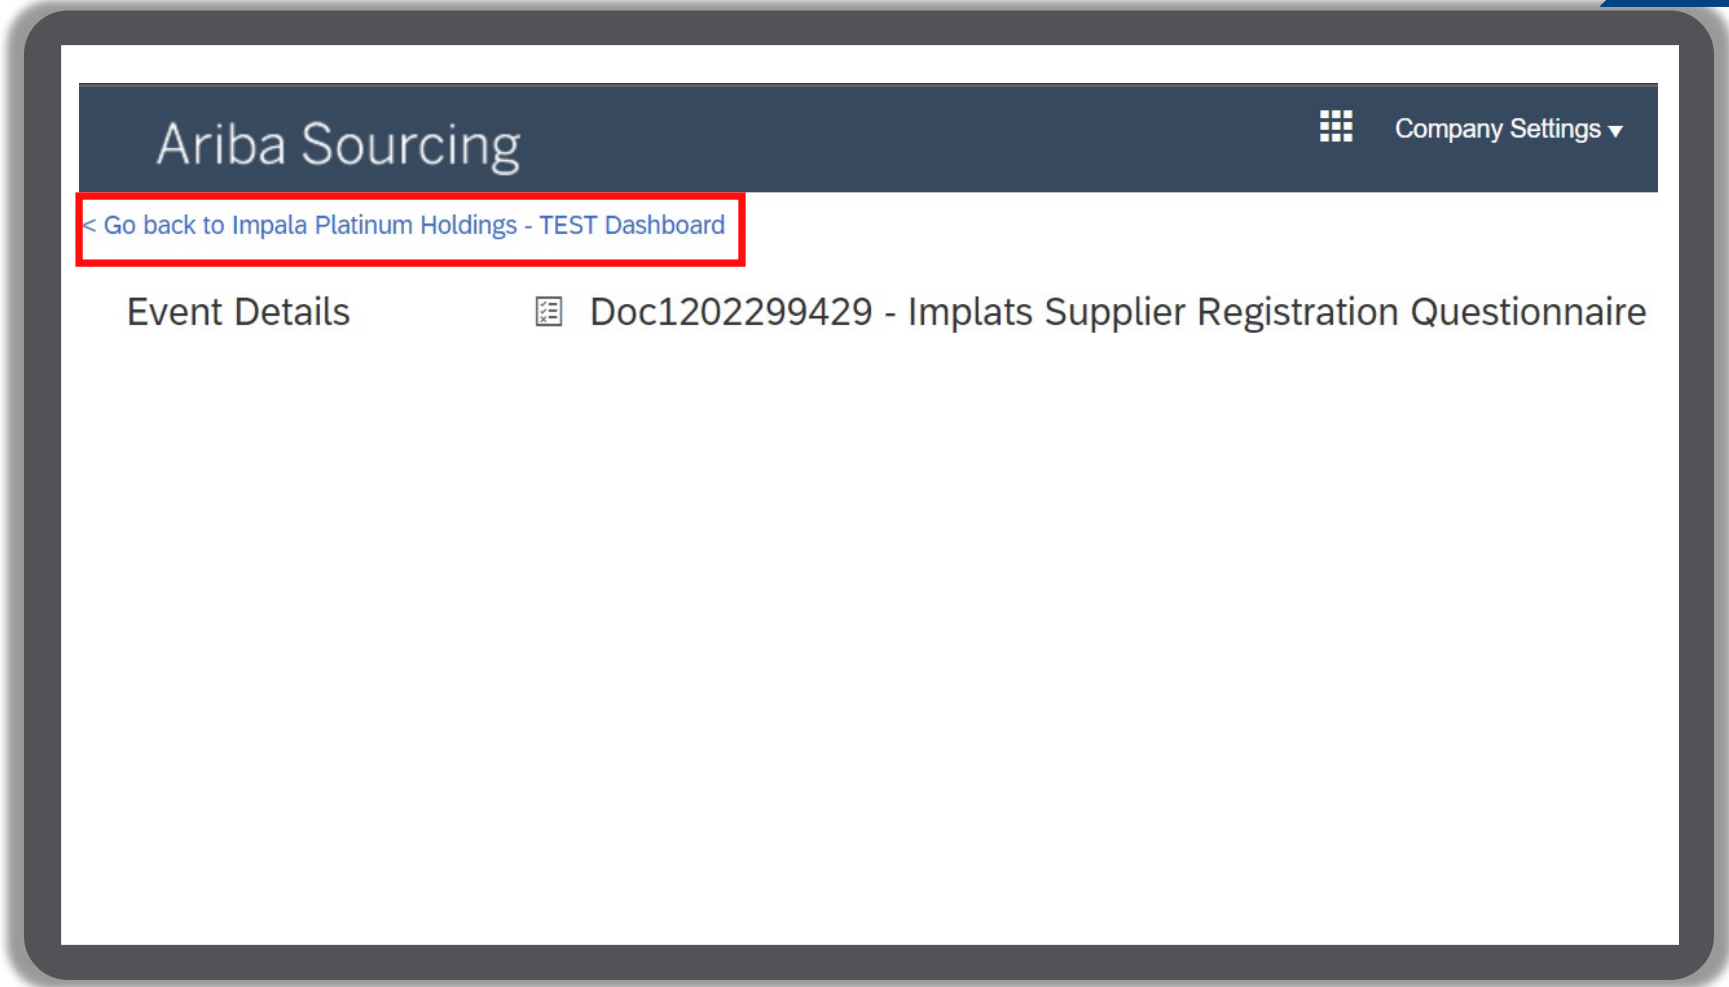 Ariba Sourcing
Company Settings ▾
< Go back to Impala Platinum Holdings - TEST Dashboard
Event Details
Doc1202299429 - Implats Supplier Registration Questionnaire